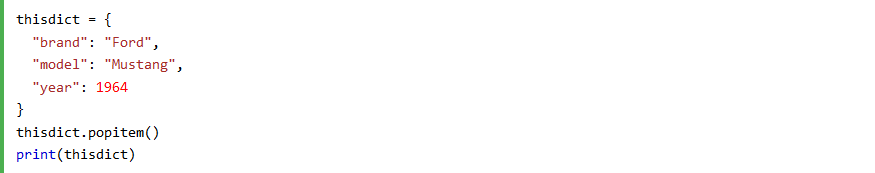 thisdict = {
  "brand": "Ford",
  "model": "Mustang",
  "year": 1964
}
thisdict.popitem()
print(thisdict)